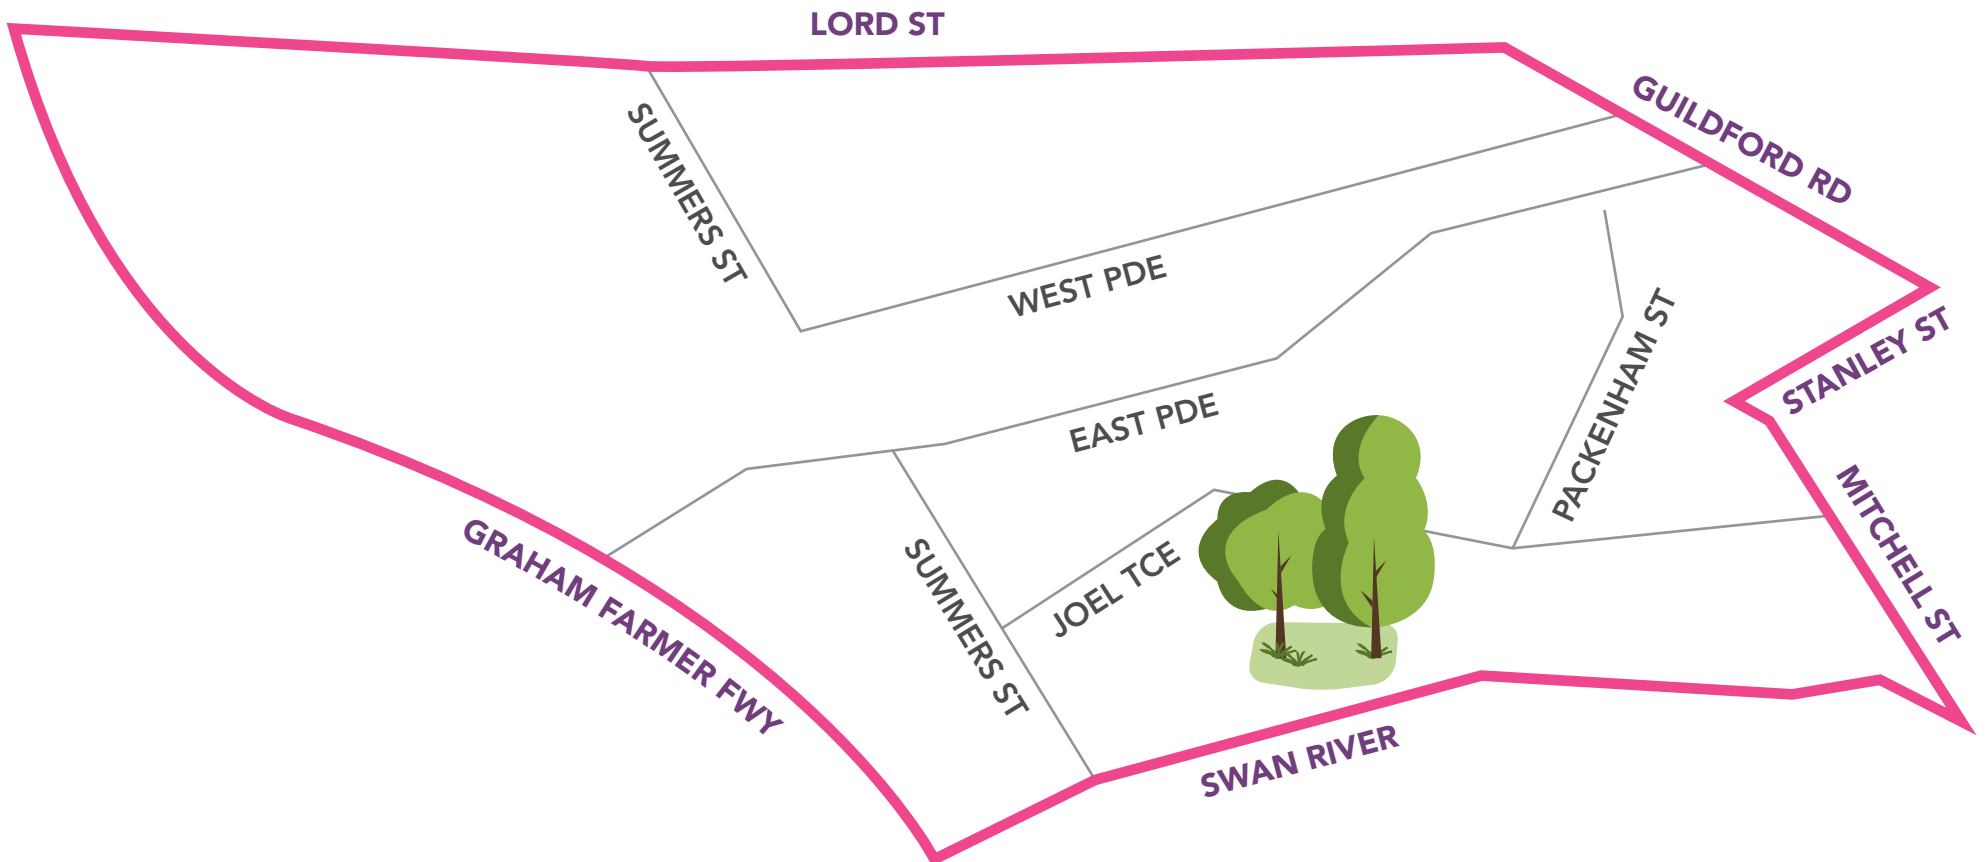 LORD ST
GUILDFORD RD
SUMMERS ST
WEST PDE
STANLEY ST
PACKENHAM ST
EAST PDE
MITCHELL ST
GRAHAM FARMER FWY
SUMMERS ST
JOEL TCE
SWAN RIVER